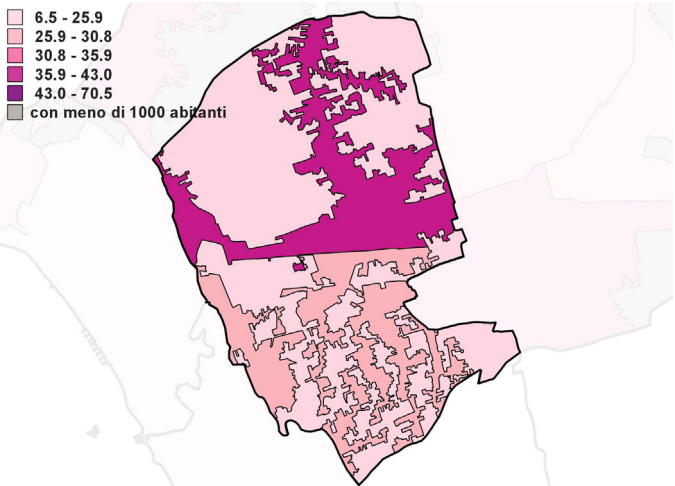 6.5 - 25.9
25.9 - 30.8
30.8 - 35.9
35.9 - 43.0
43.0 - 70.5
con meno di 1000 abitanti